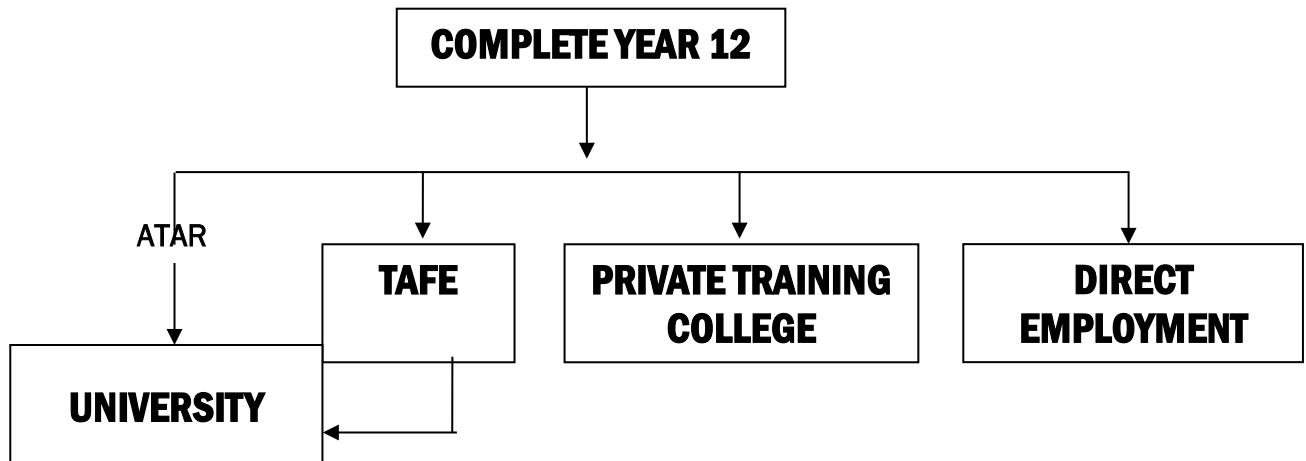 COMPLETE YEAR 12
ATAR
TAFE
PRIVATE TRAINING
COLLEGE
DIRECT
EMPLOYMENT
UNIVERSITY